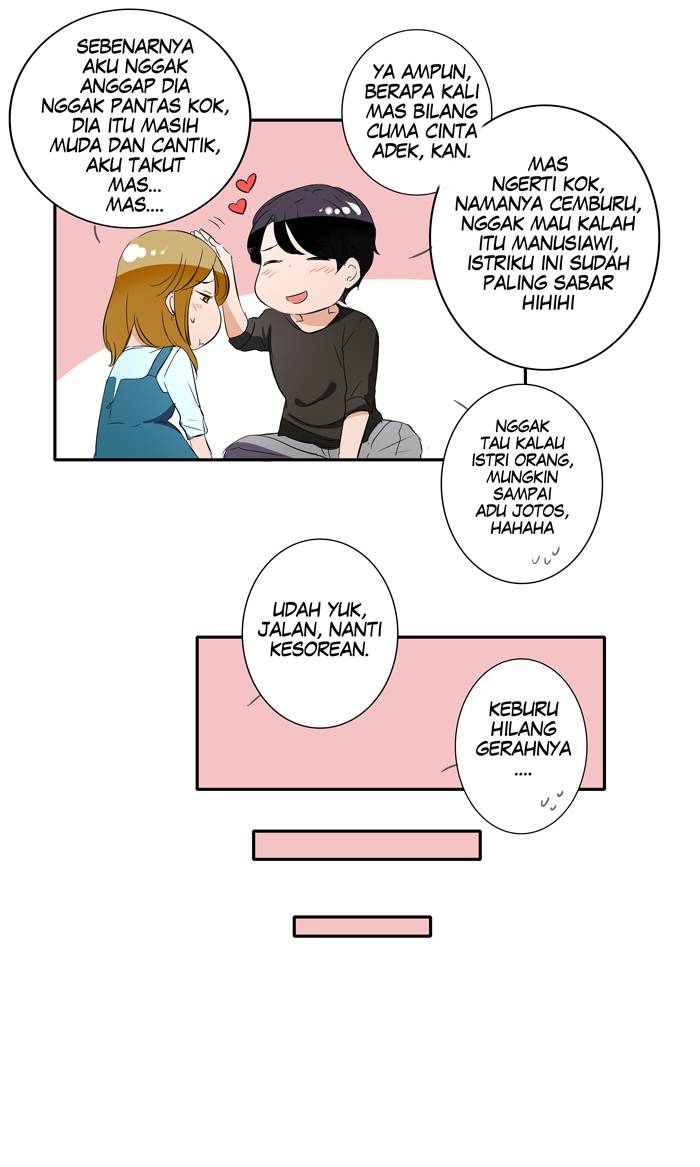 SEBENARNYA
AKU NGGAK
ANGGAP DIA
NGGAK PANTAS KOK,
DIA ITU MASIH
MUDA DAN CANTIK,
AKU TAKUT
MAS...
MAS....
YA AMPUN,
BERAPA KALI
MAS BILANG
CUMA CINTA
ADEK, KAN.
MAS
NGERTI KOK,
NAMANYA CEMBURU,
NGGAK MAU KALAH
ITU MANUSIAWI,
ISTRIKU INI SUDAH
PALING SABAR
HIHIHI
NGGAK
TAU KALAU
ISTRI ORANG,
MUNGKIN
SAMPAI
ADU JOTOS,
HAHAHA
UDAH YUK,
JALAN, NANTI
KESOREAN.
KEBURU
HILANG
GERAHNYA
....